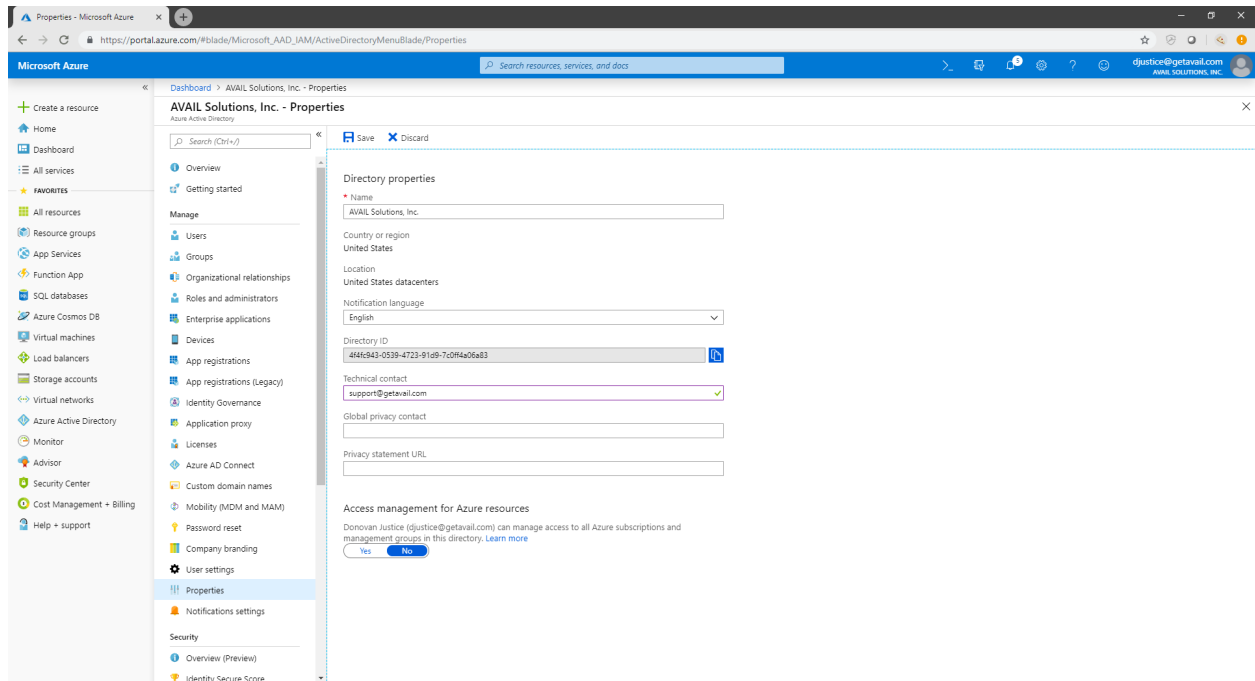 Properties - Microsoft Azure
https://portal.azure.com/#blade/Microsoft_AAD_IAM/ActiveDirectoryMenuBlade/Properties
Microsoft Azure
Search resources, services, and docs
5
djustice@getavail.com
AVAIL SOLUTIONS, INC.
Create a resource
Home
Dashboard
All services
FAVORITES
All resources
Resource groups
App Services
Function App
SQL databases
Azure Cosmos DB
Virtual machines
Load balancers
Storage accounts
Virtual networks
Azure Active Directory
Monitor
Advisor
Security Center
Cost Management + Billing
Help + support
Dashboard > AVAIL Solutions, Inc. - Properties
AVAIL Solutions, Inc. - Properties
Azure Active Directory
Search (Ctrl+/)
Overview
Getting started
Manage
Users
Groups
Organizational relationships
Roles and administrators
Enterprise applications
Devices
App registrations
App registrations (Legacy)
Identity Governance
Application proxy
Licenses
Azure AD Connect
Custom domain names
Mobility (MDM and MAM)
Password reset
Company branding
User settings
Properties
Notifications settings
Security
Overview (Preview)
Identity Secure Score
Save Discard
Directory properties
* Name
AVAIL Solutions, Inc.
Country or region
United States
Location
United States datacenters
Notification language
English
Directory ID
4f4fc943-0539-4723-91d9-7c0ff4a06a83
Technical contact
support@getavail.com
Global privacy contact
Privacy statement URL
Access management for Azure resources
Donovan Justice (djustice@getavail.com) can manage access to all Azure subscriptions and
management groups in this directory. Learn more
Yes No